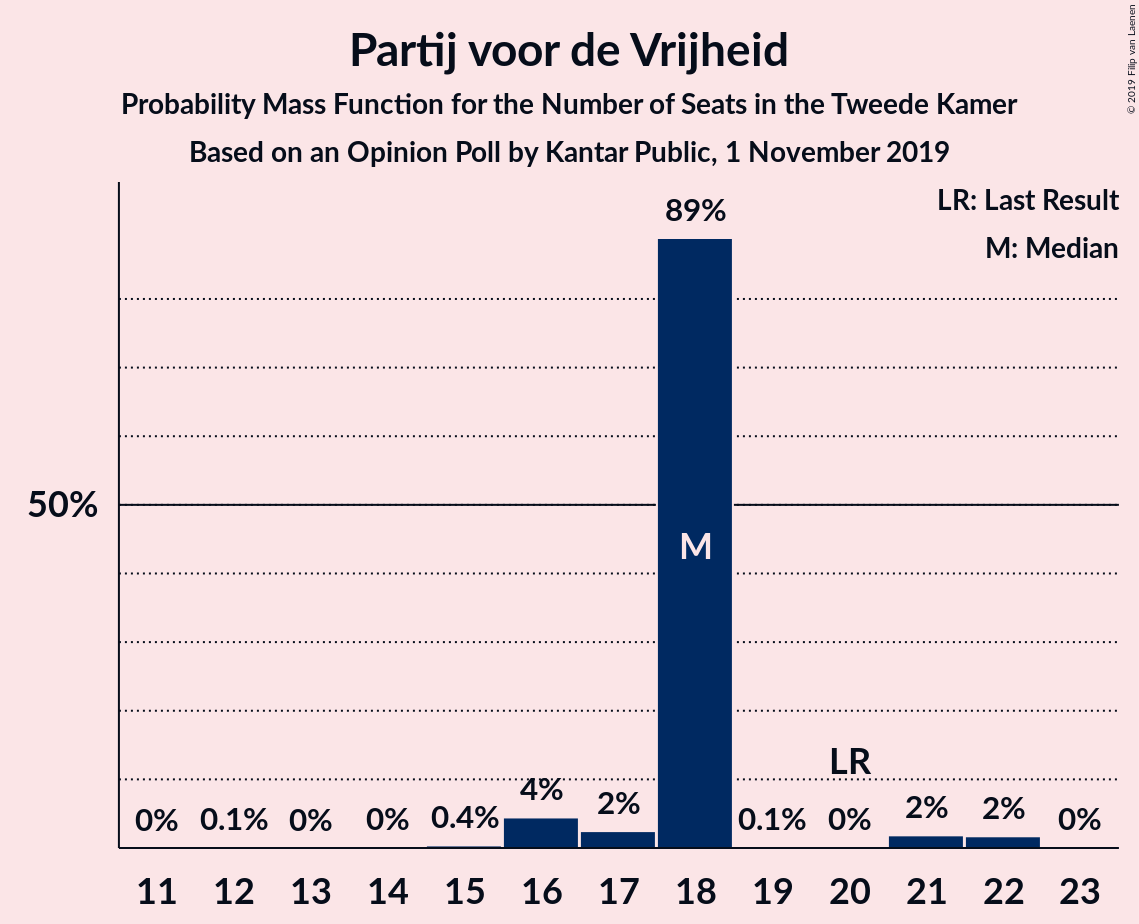 Partij voor de Vrijheid
Probability Mass Function for the Number of Seats in the Tweede Kamer
Based on an Opinion Poll by Kantar Public, 1 November 2019
© 2019 Filip van Laenen
LR: Last Result
M: Median
89%
50%
M
LR
0% 0.1% 0% 0% 0.4% 4% 2% 0.1% 0% 2% 2% 0%
11 12 13 14 15 16 17 18 19 20 21 22 23